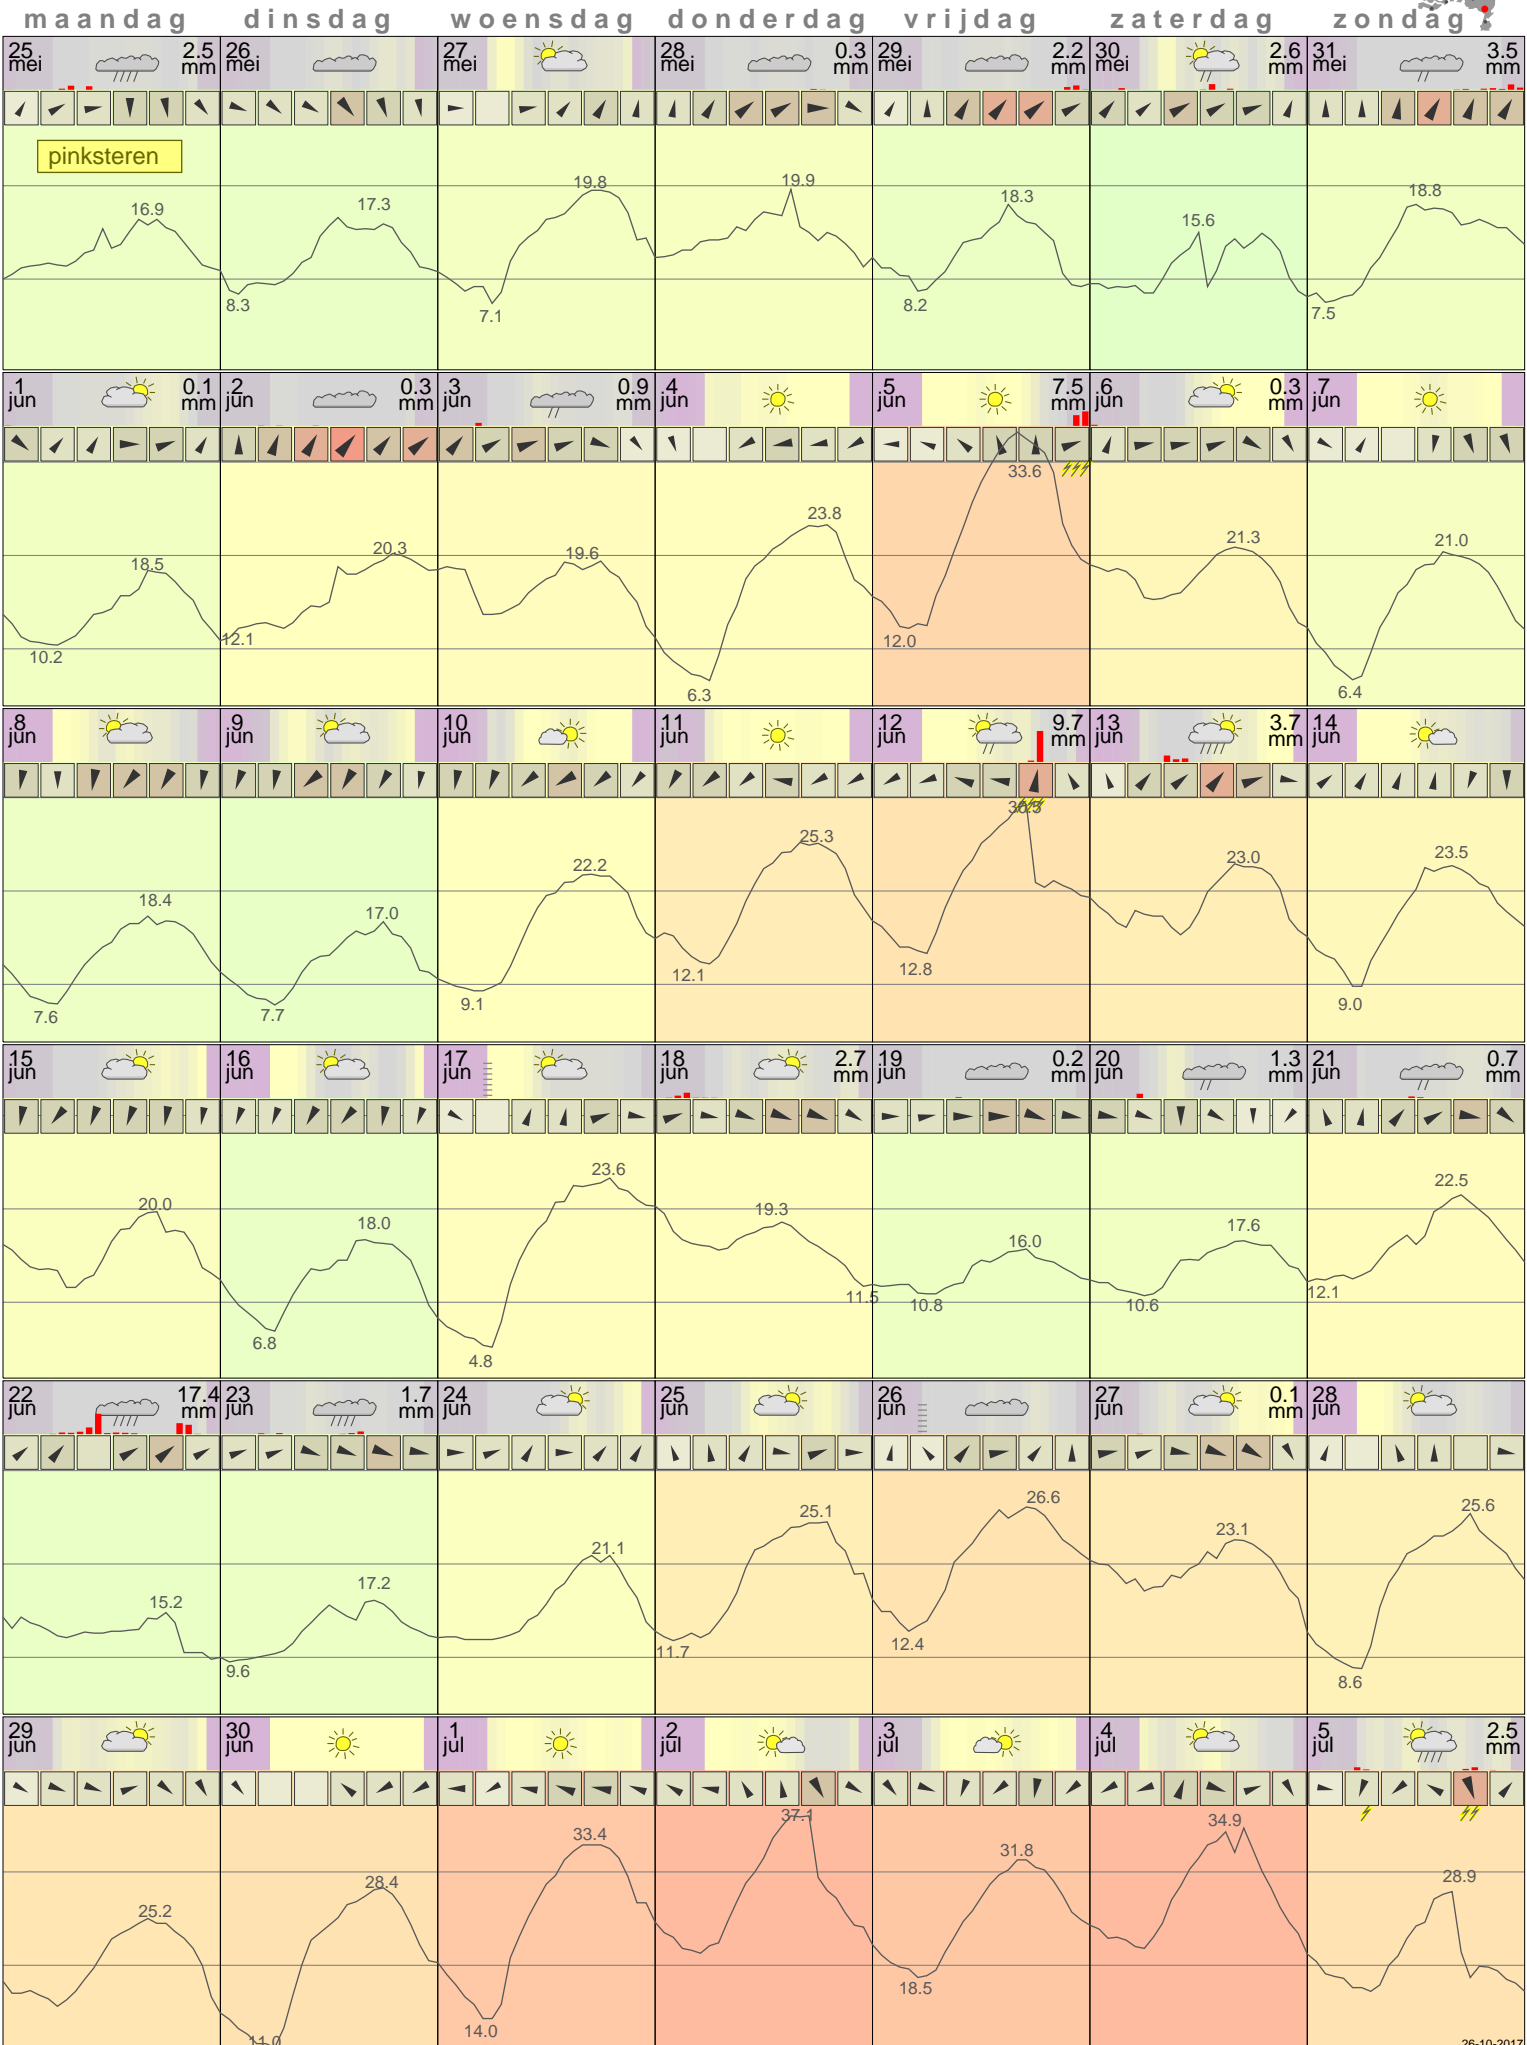 maandag dinsdag woensdag donderdag vrijdag zaterdag zondag
25 mei 2.5 mm 26 mei 27 mei 28 mei 0.3 mm 29 mei 2.2 mm 30 mei 2.6 mm 31 mei 3.5 mm
pinksteren
16.9 17.3 19.8 19.9 18.3 15.6 18.8
8.3 7.1 8.2 7.5
1 jun 0.1 mm 2 jun 0.3 mm 3 jun 0.9 mm 4 jun 5 jun 7.5 mm 6 jun 0.3 mm 7 jun
18.5 20.3 19.6 23.8 33.6 21.3 21.0
10.2 12.1 6.3 12.0 6.4
8 jun 9 jun 10 jun 11 jun 12 jun 9.7 mm 13 jun 3.7 mm 14 jun
18.4 17.0 22.2 25.3 23.0 23.5
7.6 7.7 9.1 12.1 12.8 9.0
15 jun 16 jun 17 jun 18 jun 2.7 mm 19 jun 0.2 mm 20 jun 1.3 mm 21 jun 0.7 mm
20.0 18.0 23.6 19.3 16.0 17.6 22.5
6.8 4.8 11.5 10.8 10.6 12.1
22 jun 17.4 mm 23 jun 1.7 mm 24 jun 25 jun 26 jun 27 jun 0.1 mm 28 jun
15.2 17.2 21.1 25.1 26.6 23.1 25.6
9.6 11.7 12.4 8.6
29 jun 30 jun 1 jul 2 jul 3 jul 4 jul 5 jul 2.5 mm
25.2 28.4 33.4 37.1 31.8 34.9 28.9
11.0 14.0 18.5
26-10-2017